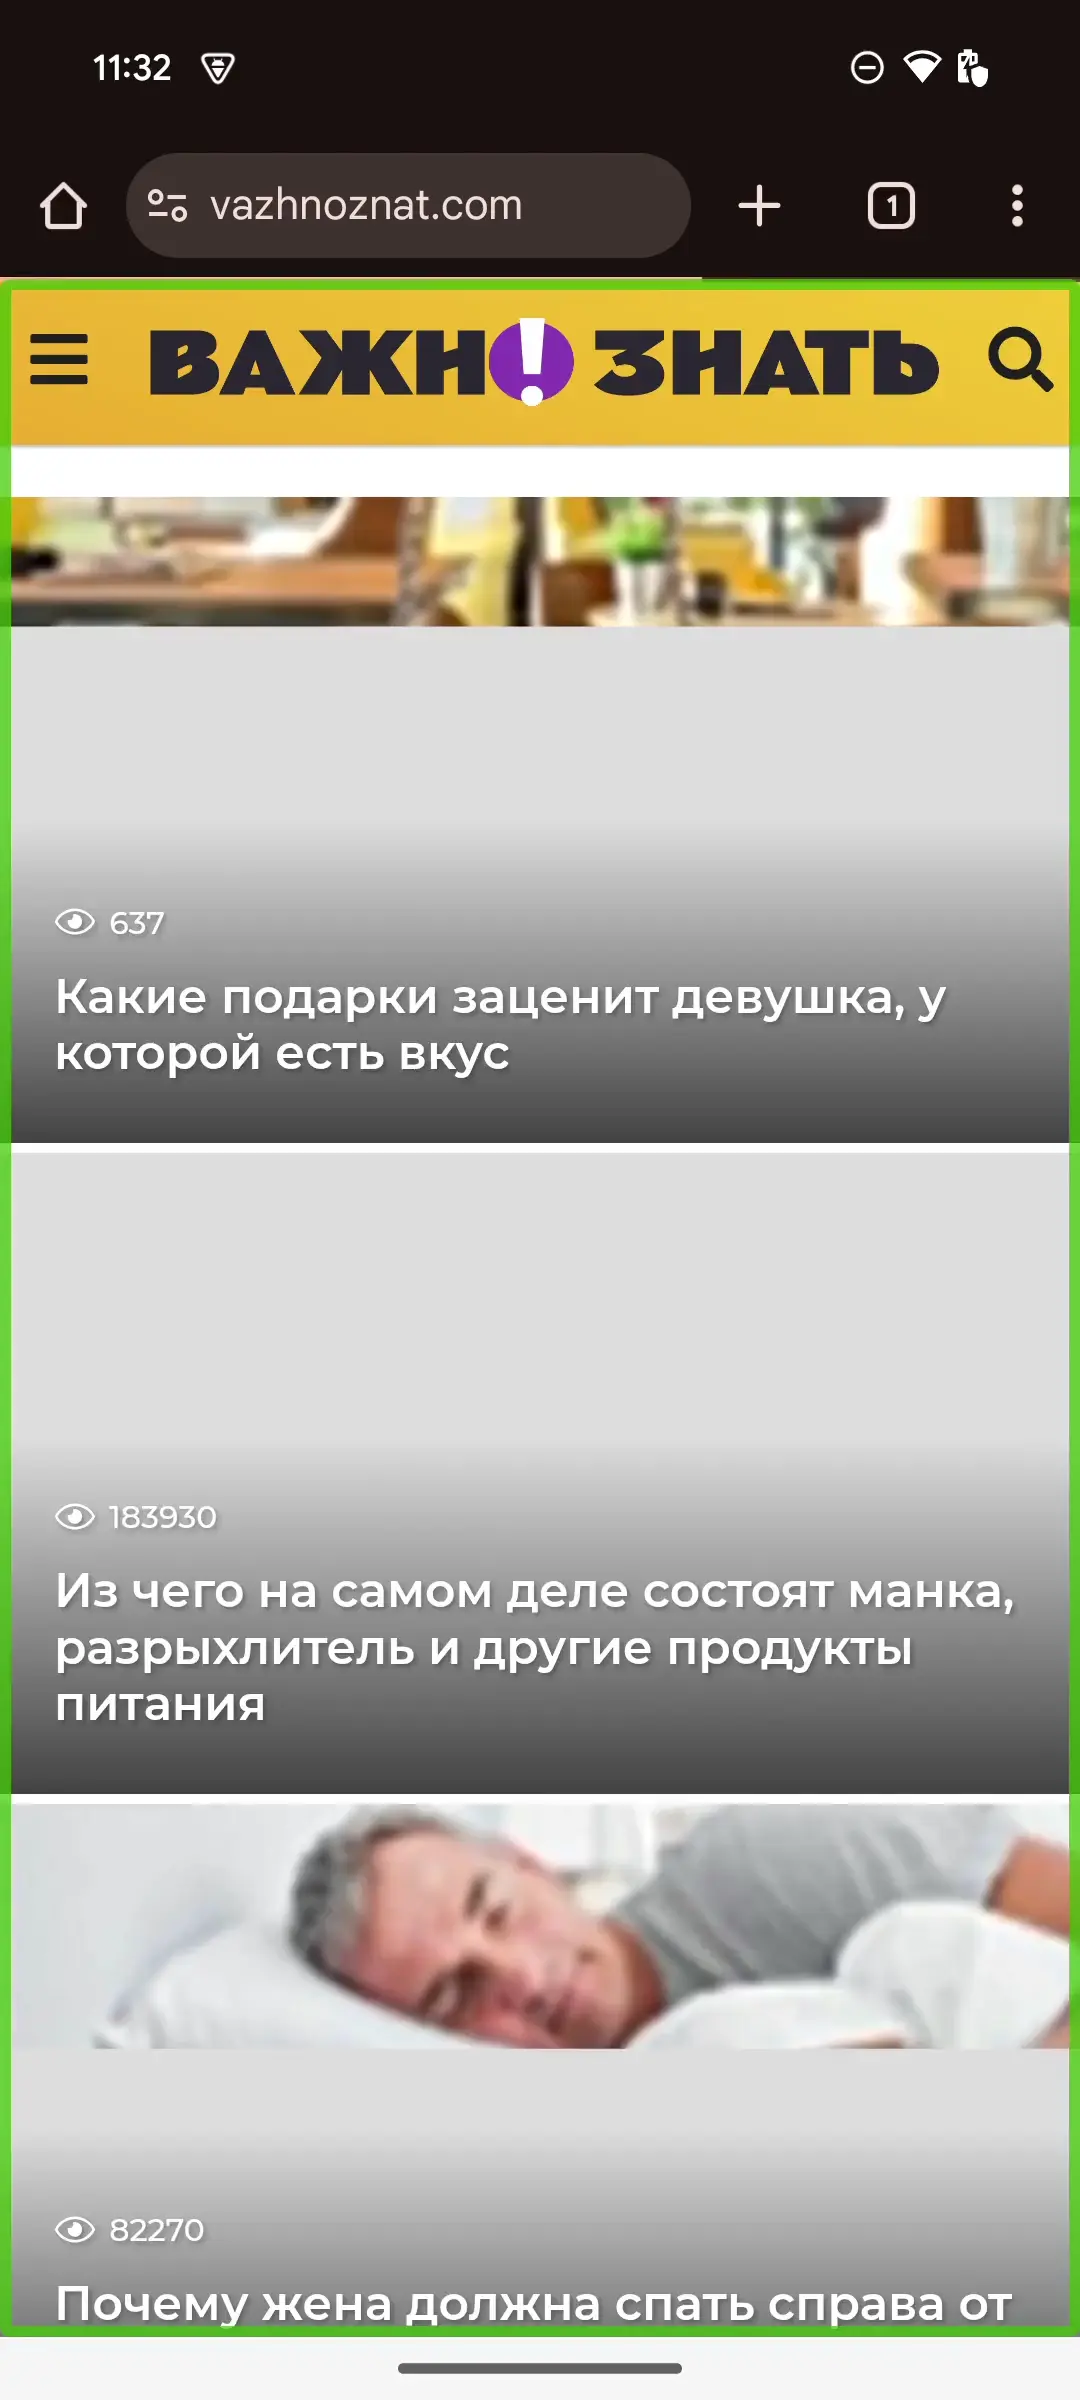 11:32
vazhnoznat.com
1
ВАЖН! ЗНАТЬ
637
Какие подарки заценит девушка, у
которой есть вкус
183930
Из чего на самом деле состоят манка,
разрыхлитель и другие продукты
питания
82270
Почему жена должна спать справа от